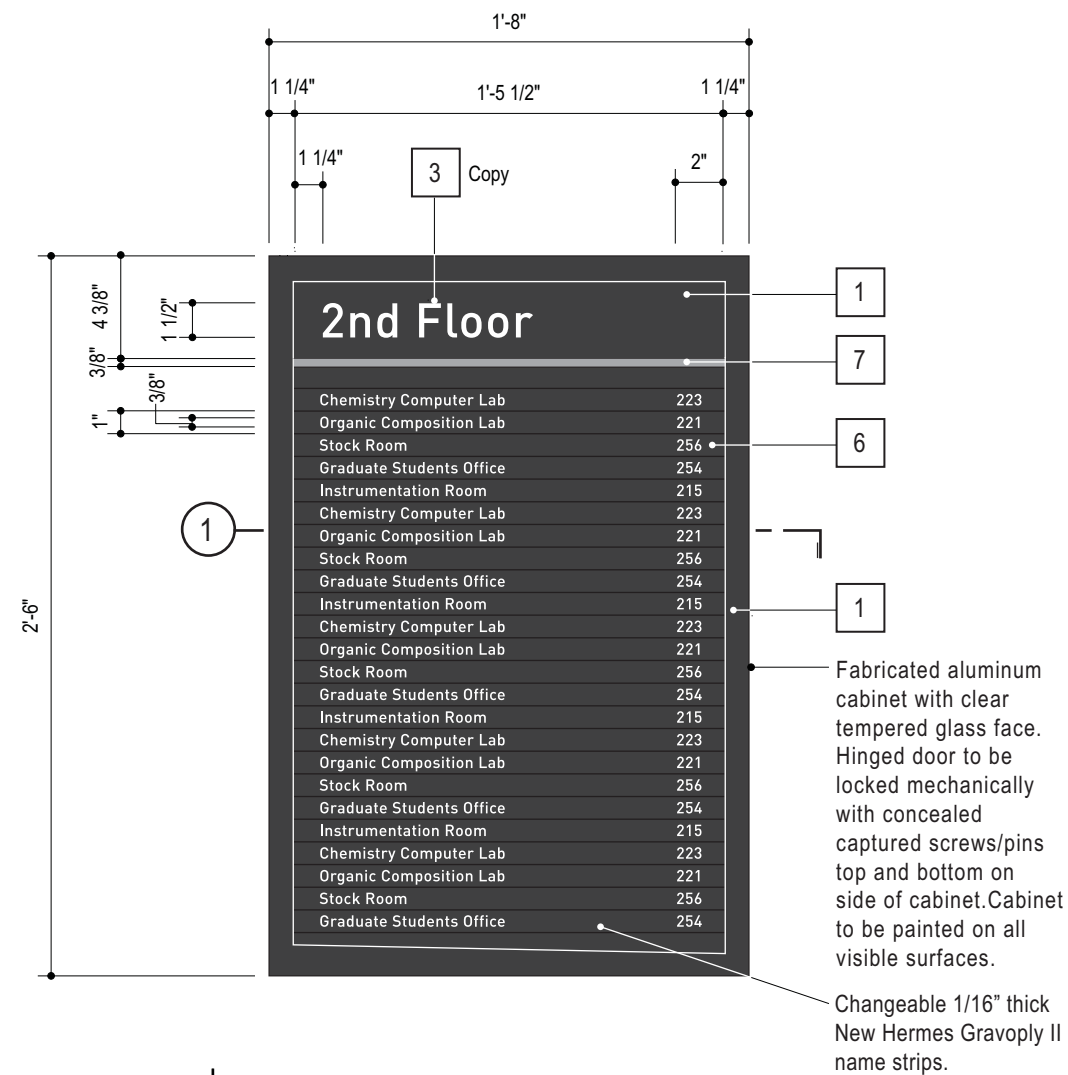 1'-8"
1 1/4" 1'-5 1/2" 1 1/4"
1 1/4" 3 Copy 2"
4 3/8"
1 1/2"
3/8"
3/8"
1"
2'-6"
1
2nd Floor
Chemistry Computer Lab 223
Organic Composition Lab 221
Stock Room 256
Graduate Students Office 254
Instrumentation Room 215
Chemistry Computer Lab 223
Organic Composition Lab 221
Stock Room 256
Graduate Students Office 254
Instrumentation Room 215
Chemistry Computer Lab 223
Organic Composition Lab 221
Stock Room 256
Graduate Students Office 254
Instrumentation Room 215
Chemistry Computer Lab 223
Organic Composition Lab 221
Stock Room 256
Graduate Students Office 254
Instrumentation Room 215
Chemistry Computer Lab 223
Organic Composition Lab 221
Stock Room 256
Graduate Students Office 254
1
7
6
1
Fabricated aluminum
cabinet with clear
tempered glass face.
Hinged door to be
locked mechanically
with concealed
captured screws/pins
top and bottom on
side of cabinet.Cabinet
to be painted on all
visible surfaces.
Changeable 1/16” thick
New Hermes Gravoply II
name strips.